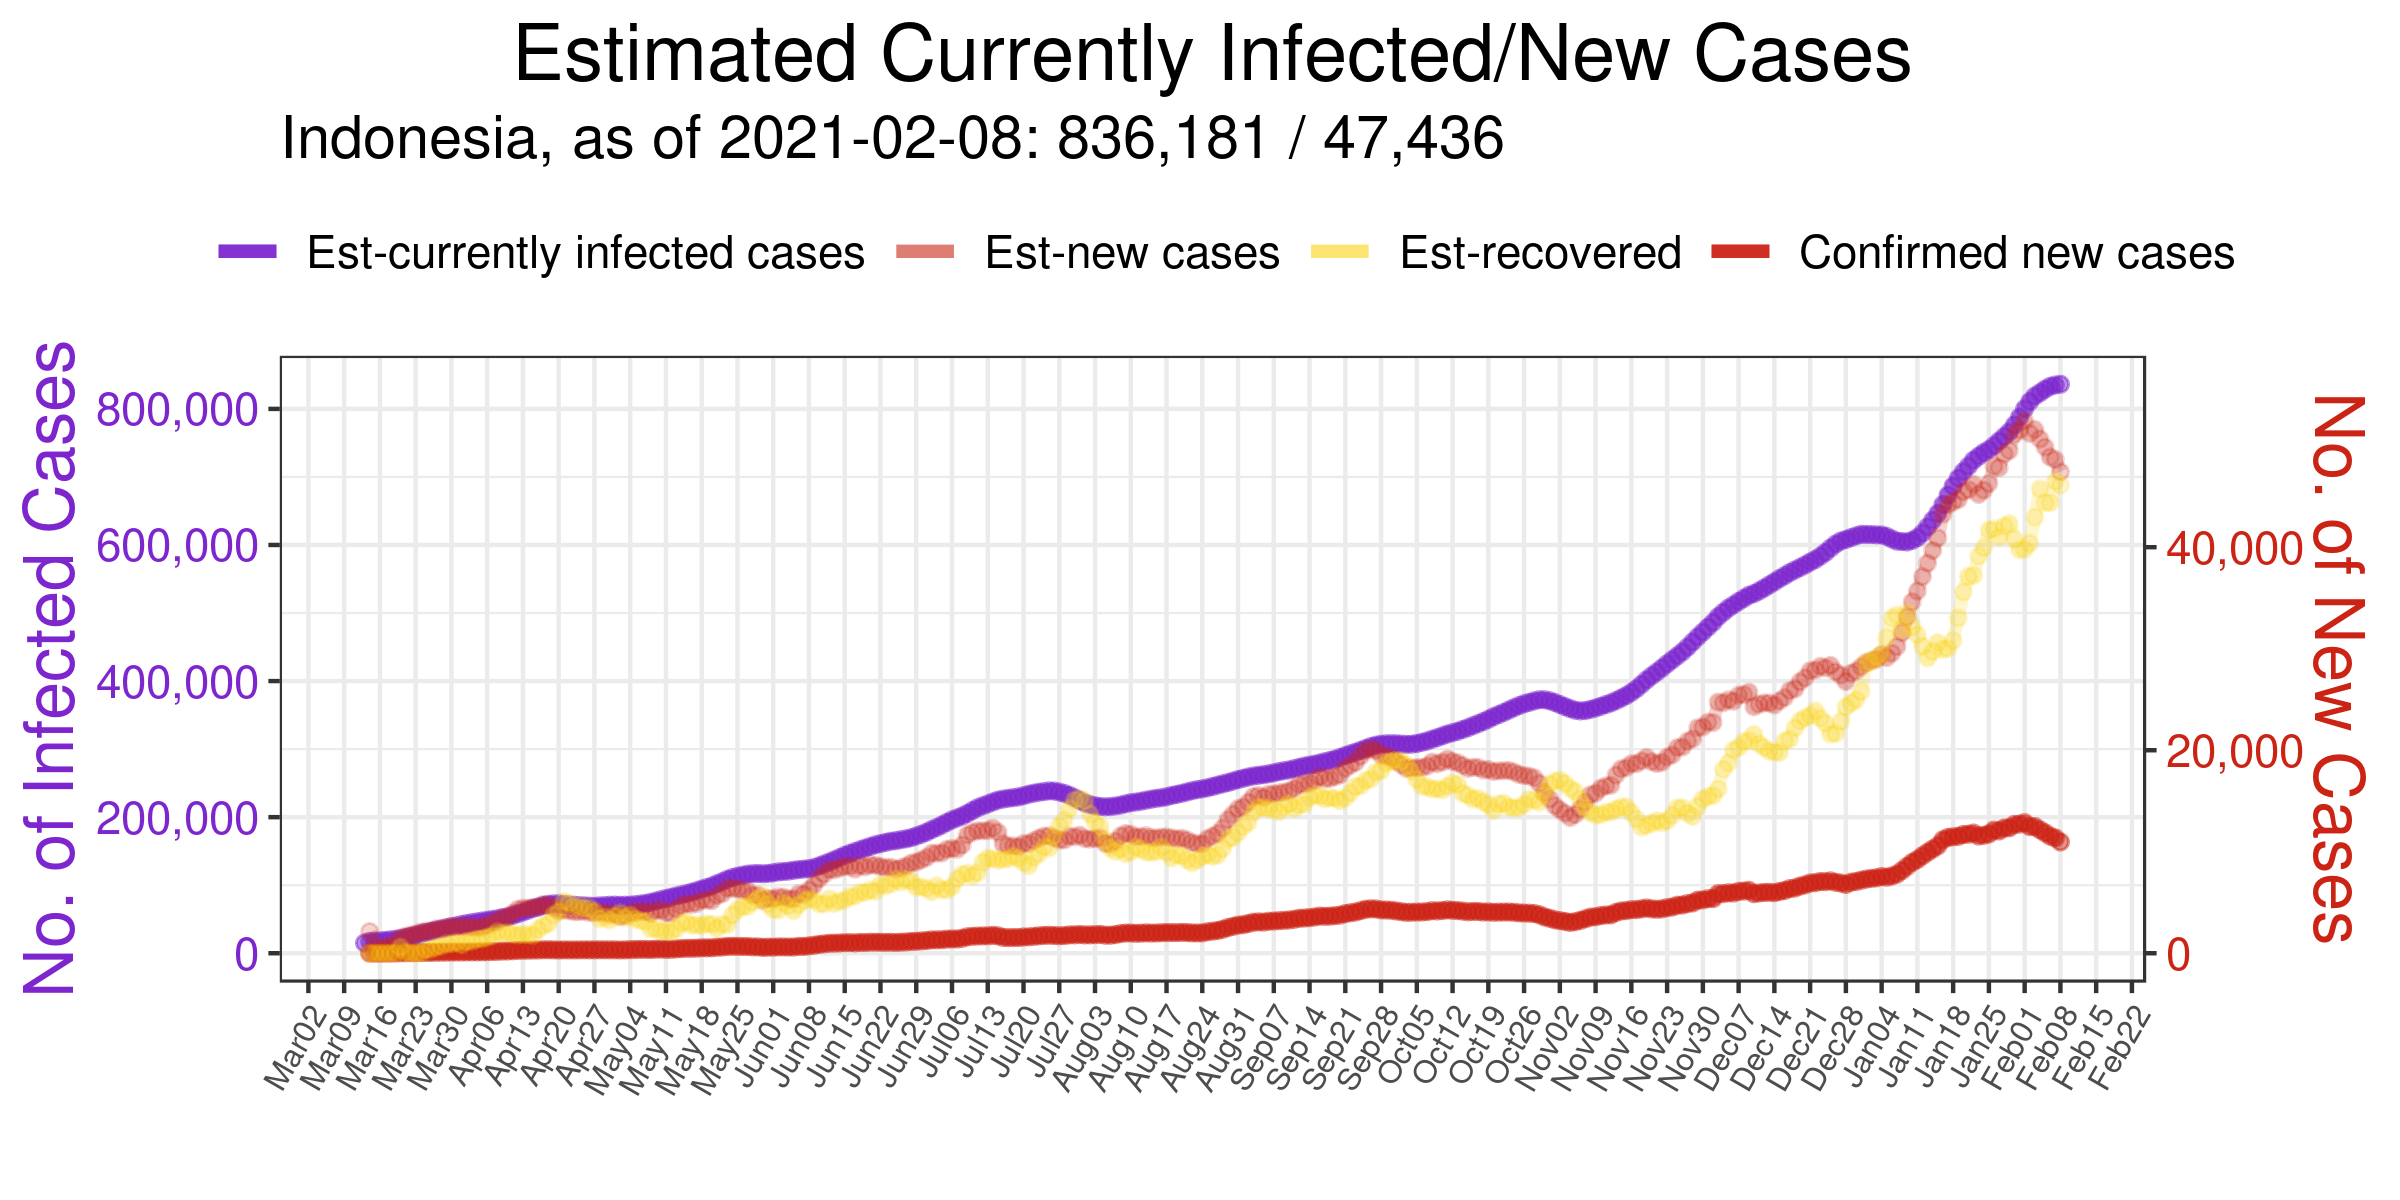 Estimated Currently Infected/New Cases
Indonesia, as of 2021-02-08: 836,181 / 47,436
Est-currently infected cases
Est-new cases
Est-recovered
Confirmed new cases
No. of Infected Cases
800,000
600,000
400,000
200,000
0
40,000
20,000
0
No. of New Cases
Mar02
Mar09
Mar16
Mar23
Mar30
Apr06
Apr13
Apr20
Apr27
May04
May11
May18
May25
Jun01
Jun08
Jun15
Jun22
Jun29
Jul06
Jul13
Jul20
Jul27
Aug03
Aug10
Aug17
Aug24
Aug31
Sep07
Sep14
Sep21
Sep28
Oct05
Oct12
Oct19
Oct26
Nov02
Nov09
Nov16
Nov23
Nov30
Dec07
Dec14
Dec21
Dec28
Jan04
Jan11
Jan18
Jan25
Feb01
Feb08
Feb15
Feb22